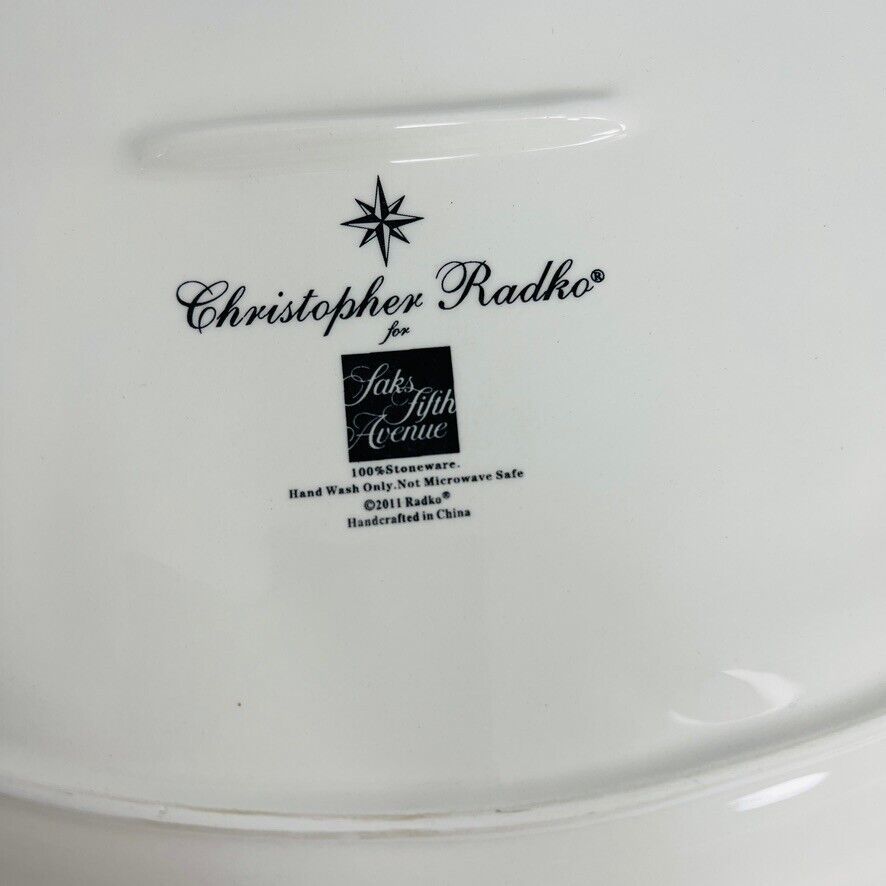 Christopher Radko®
for
Saks
Fifth
Avenue
100%Stoneware.
Hand Wash Only.Not Microwave Safe
©2011 Radko®
Handcrafted in China